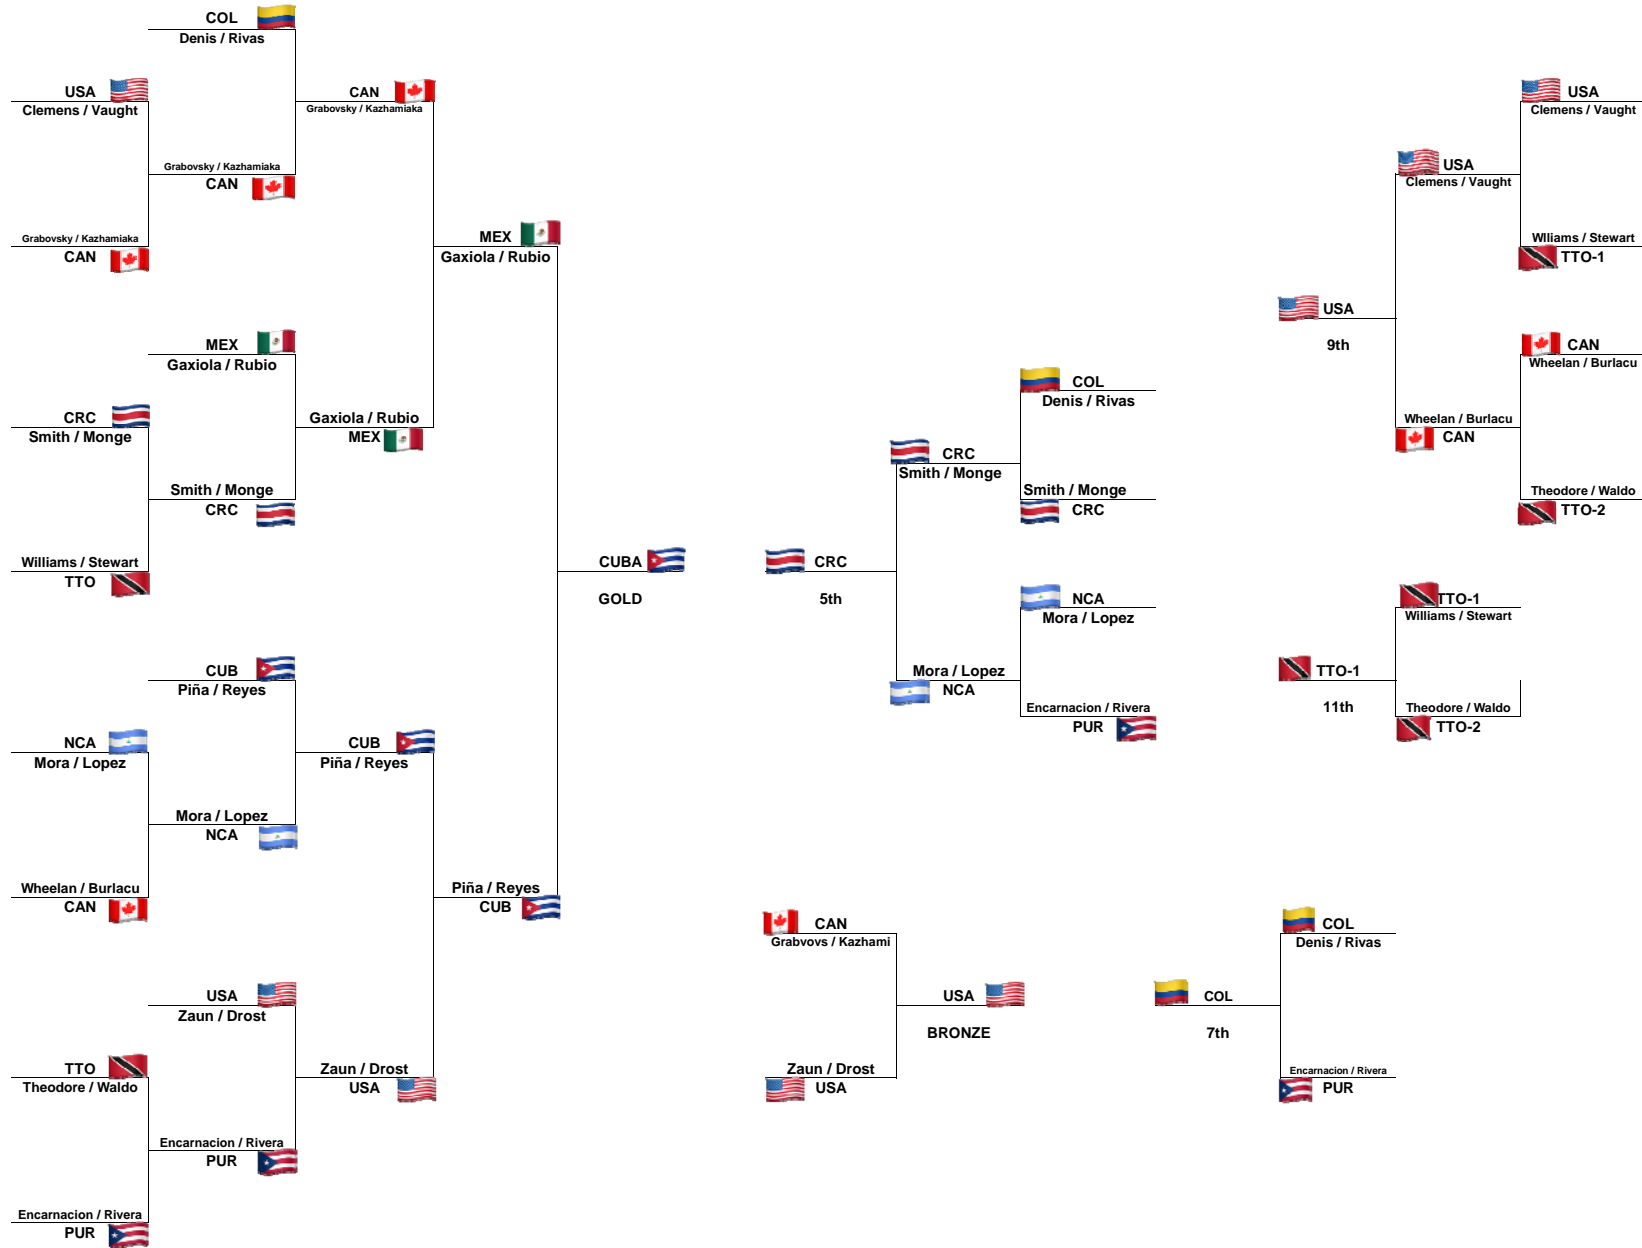 COL
Denis / Rivas
USA
Clemens / Vaught
CAN
Grabovsky / Kazhamiaka
Grabovsky / Kazhamiaka
CAN
Grabovsky / Kazhamiaka
CAN
MEX
Gaxiola / Rubio
MEX
Gaxiola / Rubio
CRC
Smith / Monge
Gaxiola / Rubio
MEX
Smith / Monge
CRC
Williams / Stewart
TTO
CUBA
GOLD
CUB
Piña / Reyes
NCA
Mora / Lopez
CUB
Piña / Reyes
Mora / Lopez
NCA
Wheelan / Burlacu
CAN
Piña / Reyes
CUB
USA
Zaun / Drost
TTO
Theodore / Waldo
Zaun / Drost
USA
Encarnacion / Rivera
PUR
Encarnacion / Rivera
PUR
COL
Denis / Rivas
CRC
Smith / Monge
Smith / Monge
CRC
CRC
5th
NCA
Mora / Lopez
Mora / Lopez
NCA
Encarnacion / Rivera
PUR
CAN
Grabvovs / Kazhami
USA
BRONZE
Zaun / Drost
USA
USA
Clemens / Vaught
USA
Clemens / Vaught
Wlliams / Stewart
TTO-1
USA
9th
CAN
Wheelan / Burlacu
Wheelan / Burlacu
CAN
Theodore / Waldo
TTO-2
TTO-1
Williams / Stewart
TTO-1
11th
Theodore / Waldo
TTO-2
COL
Denis / Rivas
COL
7th
Encarnacion / Rivera
PUR